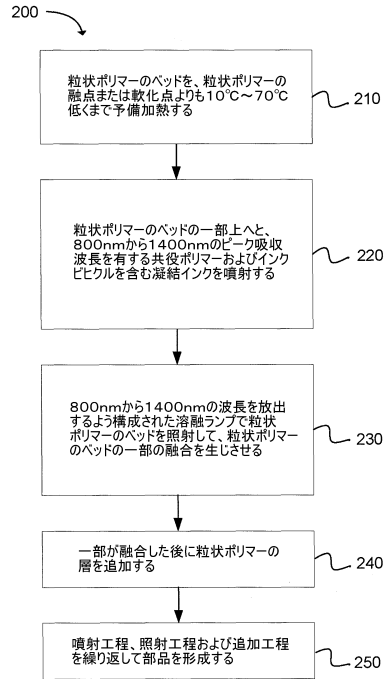 200
粒状ポリマーのベッドを、粒状ポリマーの
融点または軟化点よりも10℃～70℃
低くまで予備加熱する
210
粒状ポリマーのベッドの一部上へと、
800nmから1400nmのピーク吸収
波長を有する共役ポリマーおよびインク
ビヒクルを含む凝結インクを噴射する
220
800nmから1400nmの波長を放出
するよう構成された溶融ランプで粒状
ポリマーのベッドを照射して、粒状ポリマー
のベッドの一部の融合を生じさせる
230
一部が融合した後に粒状ポリマーの
層を追加する
240
噴射工程、照射工程および追加工程
を繰り返して部品を形成する
250